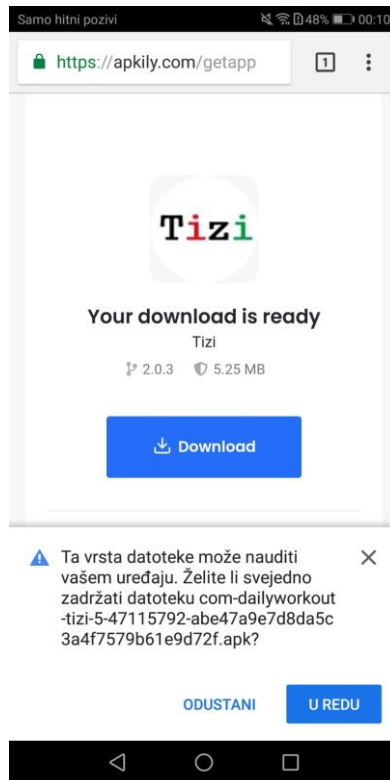 Samo hitni pozivi 48% 00:10
https://apkily.com/getapp 1
Tizi
Your download is ready
Tizi
2.0.3 5.25 MB
Download
Ta vrsta datoteke može nauditi
vašem uređaju. Želite li svejedno
zadržati datoteku com-dailyworkout
-tizi-5-47115792-abe47a9e7d8da5c
3a4f7579b61e9d72f.apk?
ODUSTANI U REDU